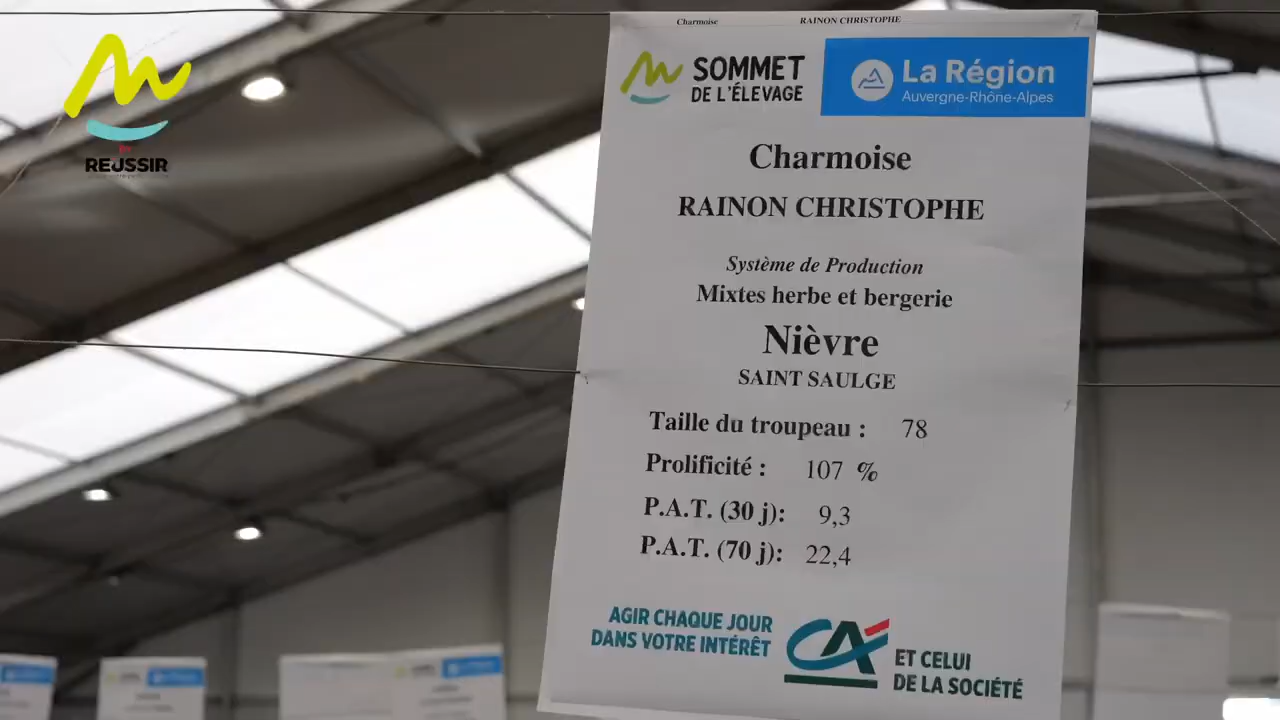 REUSSIR
Charmoise RAINON CHRISTOPHE
SOMMET
DE L'ÉLEVAGE
La Région
Auvergne-Rhône-Alpes
Charmoise
RAINON CHRISTOPHE
Système de Production
Mixtes herbe et bergerie
Nièvre
SAINT SAULGE
Taille du troupeau : 78
Prolificité : 107 %
P.A.T. (30 j): 9,3
P.A.T. (70 j): 22,4
AGIR CHAQUE JOUR
DANS VOTRE INTÉRÊT
CA
ET CELUI
DE LA SOCIÉTÉ